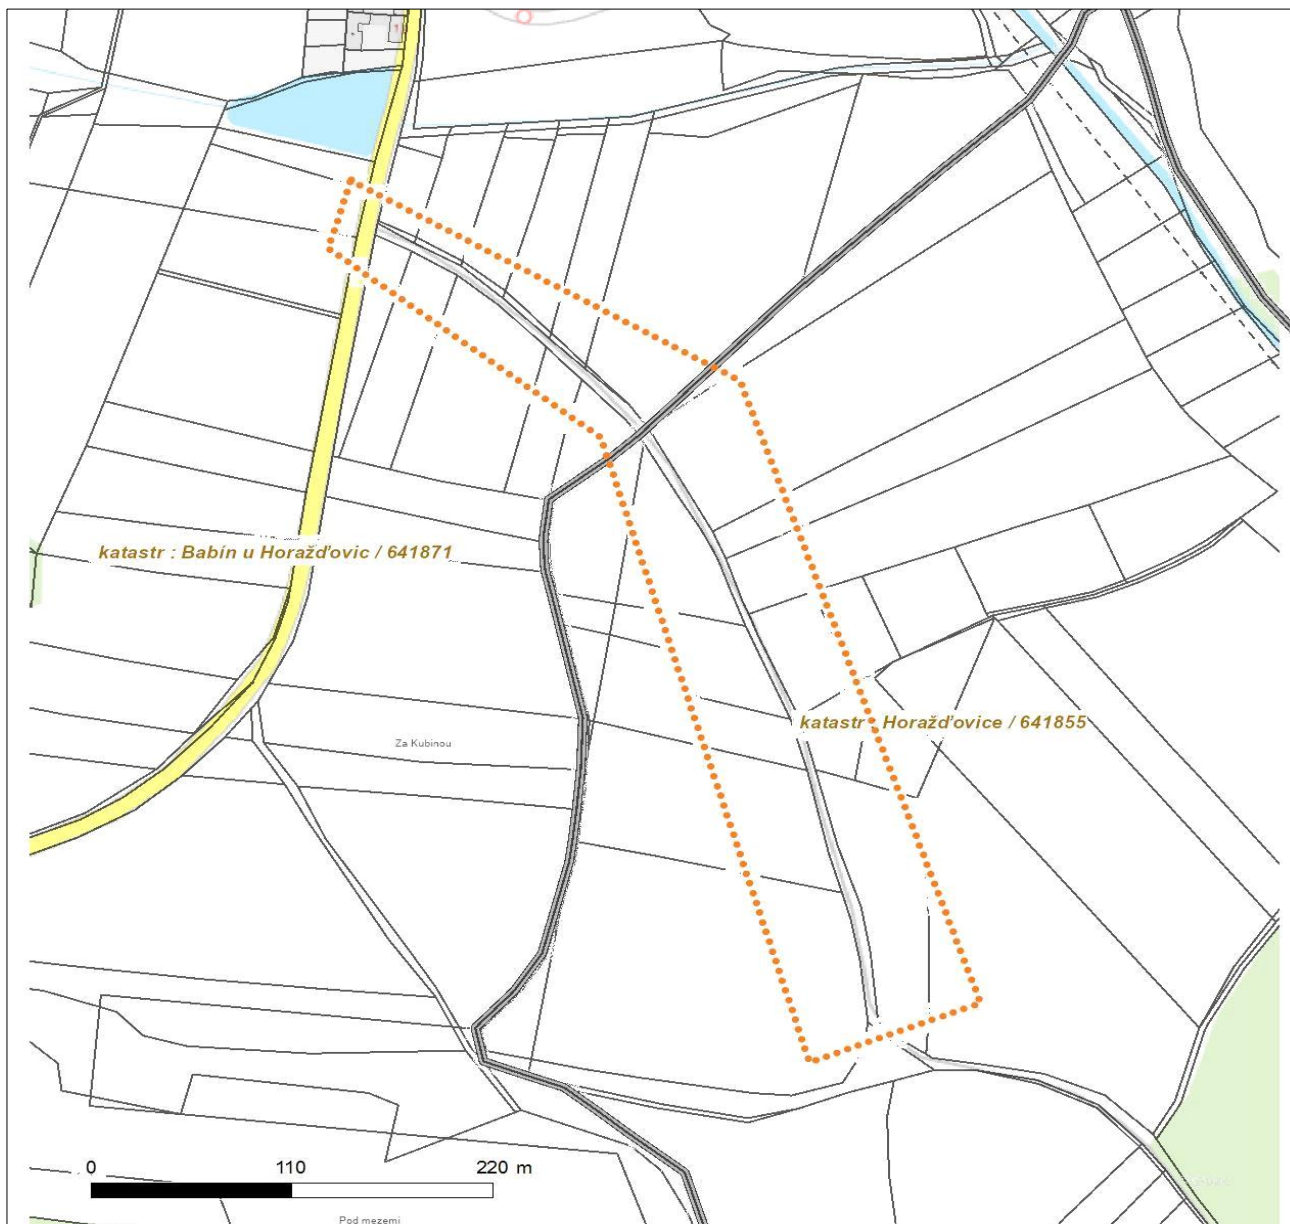 katastr : Babín u Horažďovic / 641871
katastr : Horažďovice / 641855
Za Kubinou
0 110 220 m
Pod mezemi